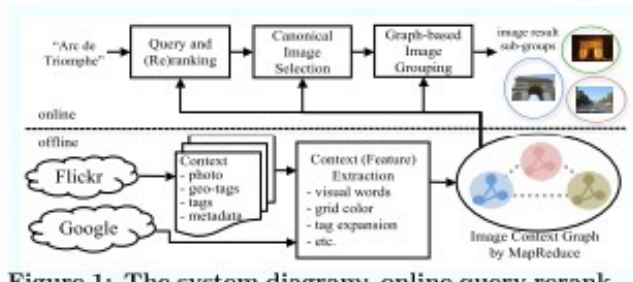 "Arc de
Triomphe"
Query and
(Re)ranking
Canonical
Image
Selection
Graph-based
Image
Grouping
image result
sub-groups
online
offline
Flickr
Google
Context
- photo
- geo-tags
- tags
- metadata
Context (Feature)
Extraction
- visual words
- grid color
- tag expansion
- etc.
Image Context Graph
by MapReduce
Figure 1: The system diagram: online query rerank